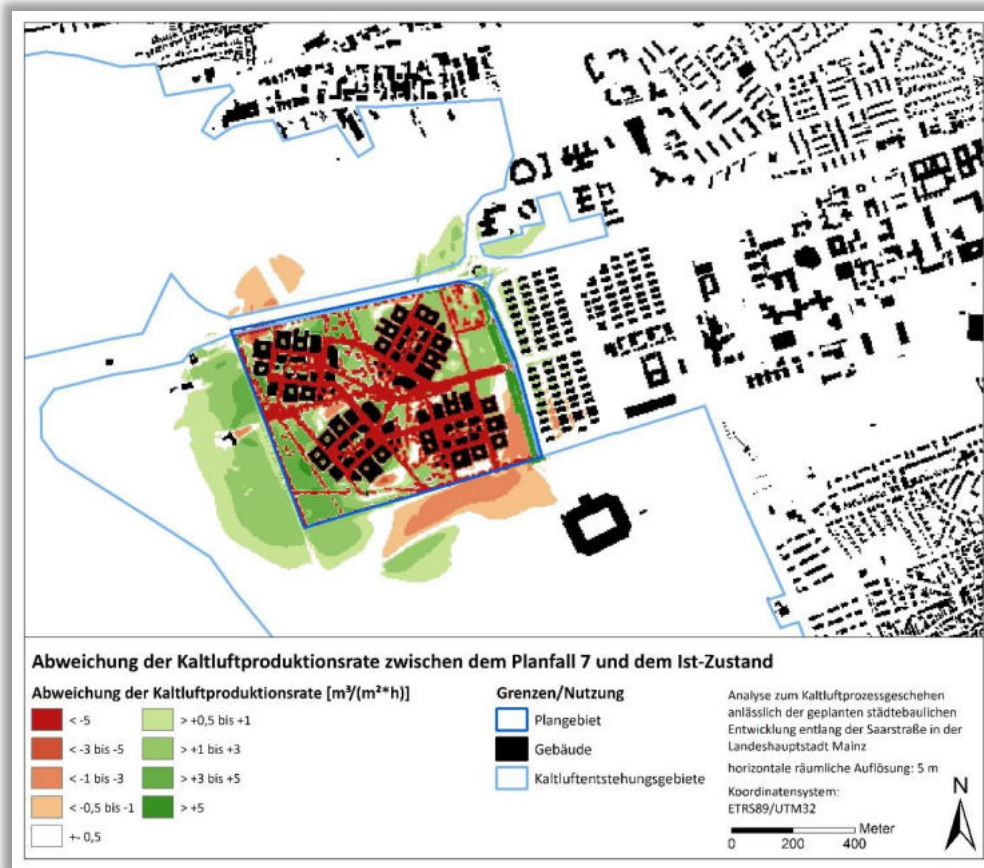 Abweichung der Kaltluftproduktionsrate zwischen dem Planfall 7 und dem Ist-Zustand
Abweichung der Kaltluftproduktionsrate [m³/(m²*h)]
< -5
< -3 bis -5
< -1 bis -3
< -0,5 bis -1
+- 0,5
> +0,5 bis +1
> +1 bis +3
> +3 bis +5
> +5
Grenzen/Nutzung
Plangebiet
Gebäude
Kaltluftentstehungsgebiete
Analyse zum Kaltluftprozessgeschehen
anlässlich der geplanten städtebaulichen
Entwicklung entlang der Saarstraße in der
Landeshauptstadt Mainz
horizontale räumliche Auflösung: 5 m
Koordinatensystem:
ETRS89/UTM32
Meter
0 200 400
N